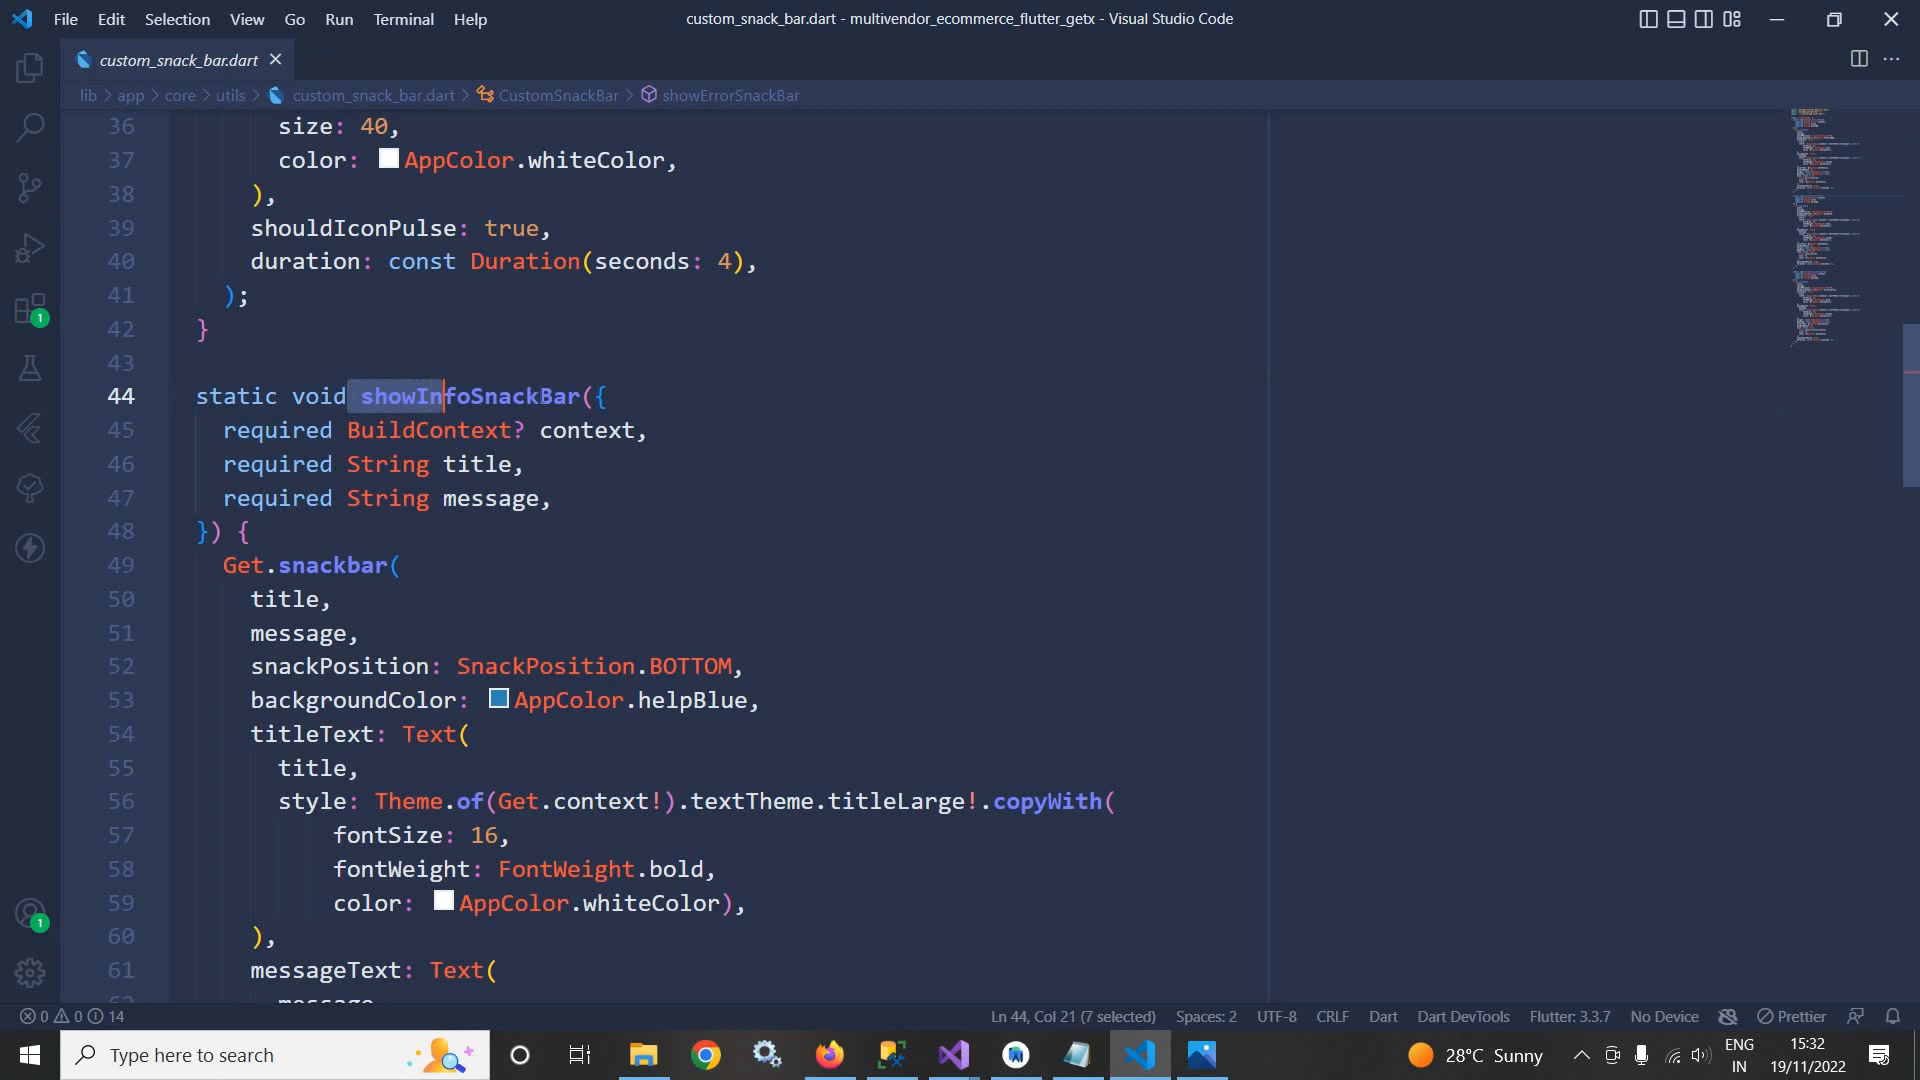 File Edit Selection View Go Run Terminal Help
custom_snack_bar.dart - multivendor_ecommerce_flutter_getx - Visual Studio Code
custom_snack_bar.dart
lib > app > core > utils > custom_snack_bar.dart > CustomSnackBar > showErrorSnackBar
36 size: 40,
37 color: AppColor.whiteColor,
38 ),
39 shouldIconPulse: true,
40 duration: const Duration(seconds: 4),
41 );
42 }
43
44 static void showInfoSnackBar({
45 required BuildContext? context,
46 required String title,
47 required String message,
48 }) {
49 Get.snackbar(
50 title,
51 message,
52 snackPosition: SnackPosition.BOTTOM,
53 backgroundColor: AppColor.helpBlue,
54 titleText: Text(
55 title,
56 style: Theme.of(Get.context!).textTheme.titleLarge!.copyWith(
57 fontSize: 16,
58 fontWeight: FontWeight.bold,
59 color: AppColor.whiteColor),
60 ),
61 messageText: Text(
62 message
1
1
0 0 14
Ln 44, Col 21 (7 selected) Spaces: 2 UTF-8 CRLF Dart Dart DevTools Flutter: 3.3.7 No Device Prettier
Type here to search
28°C Sunny
ENG
IN
15:32
19/11/2022